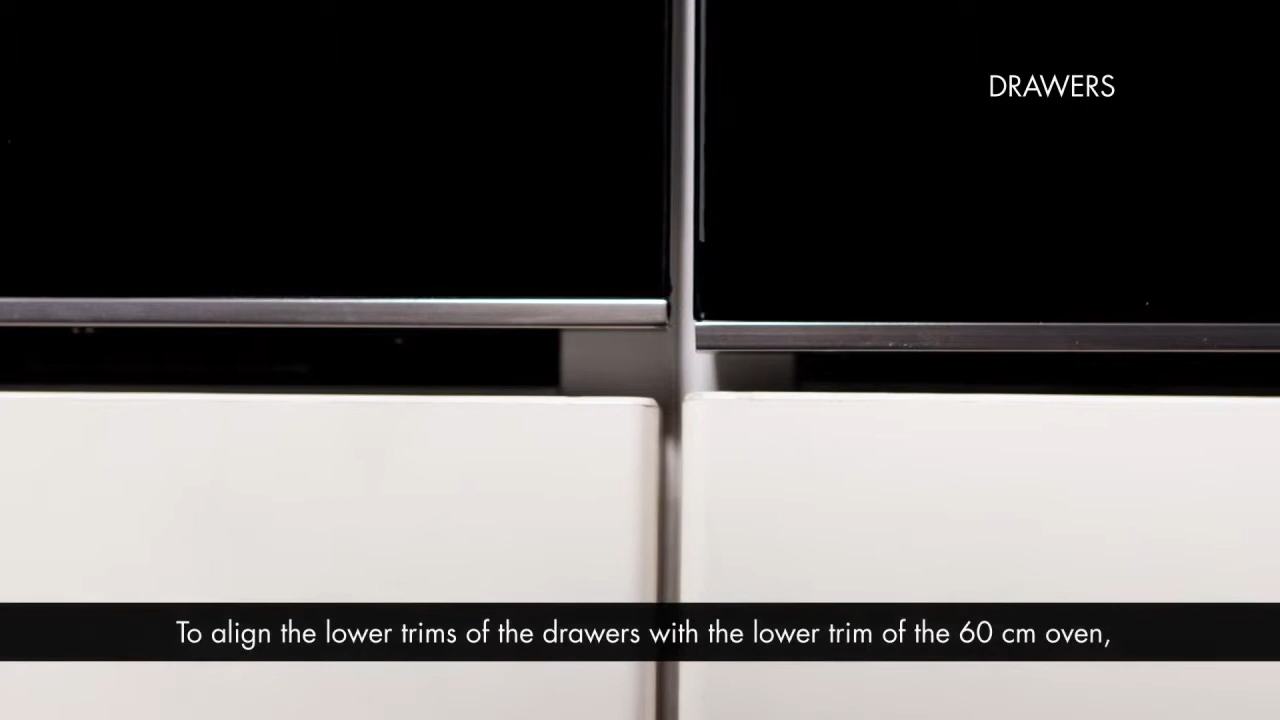 DRAWERS
To align the lower trims of the drawers with the lower trim of the 60 cm oven,